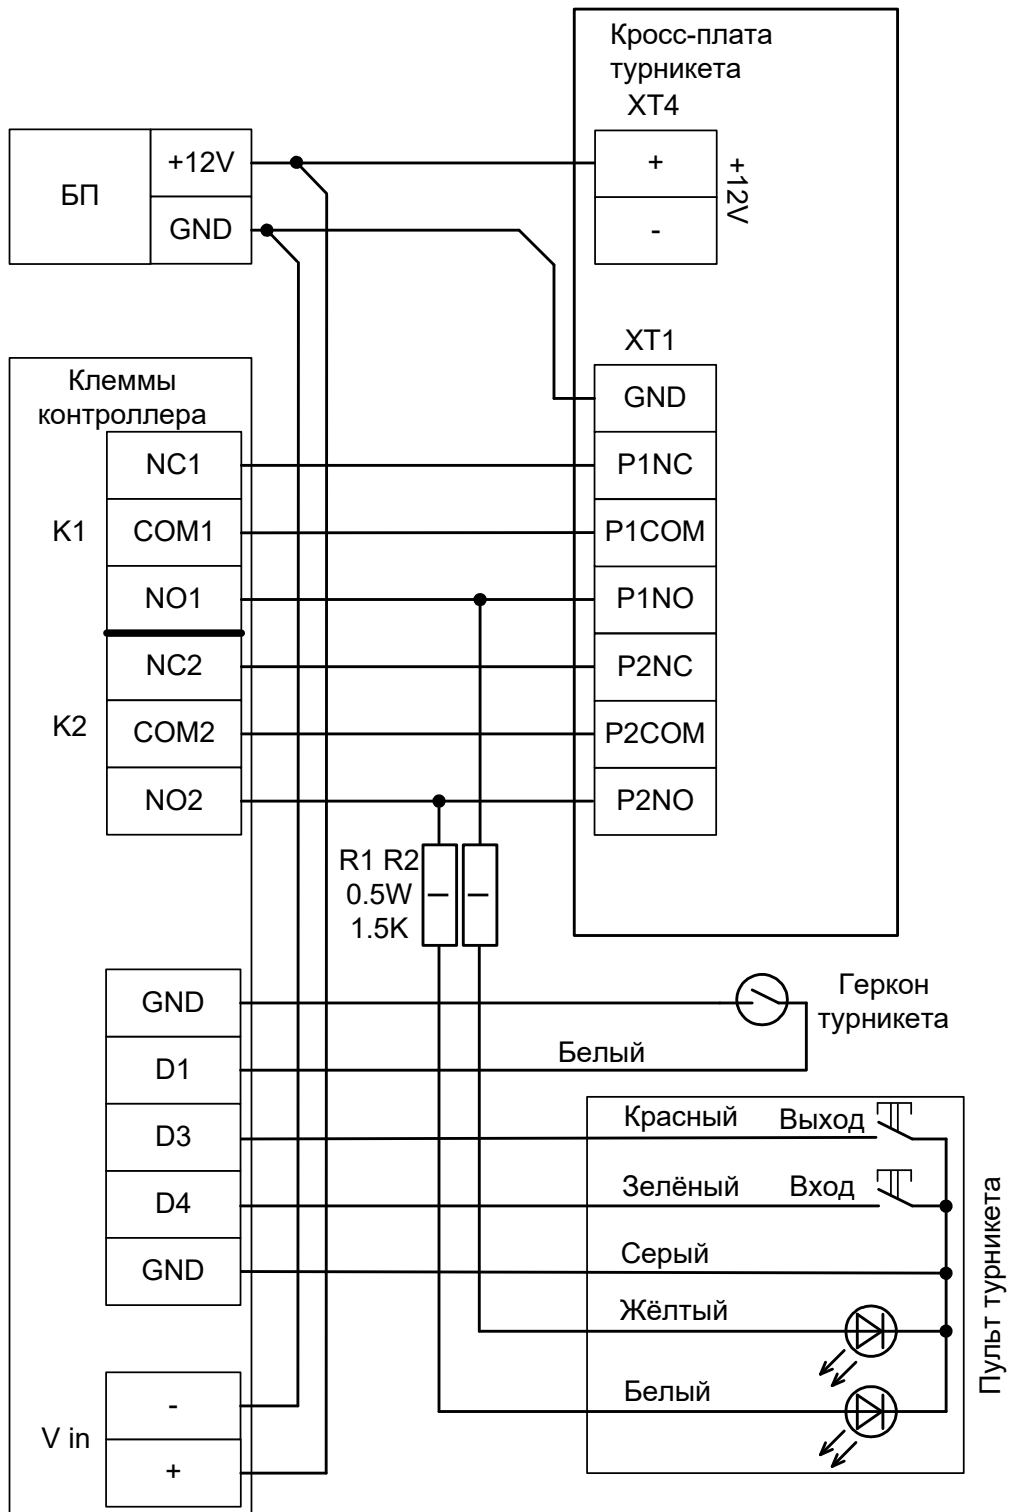 Кросс-плата
турникета
XT4
БП
+12V
GND
+
-
+12V
XT1
Клеммы
контроллера
GND
NC1
P1NC
K1
COM1
P1COM
NO1
P1NO
NC2
P2NC
K2
COM2
P2COM
NO2
P2NO
R1 R2
0.5W
1.5K
GND
Геркон
турникета
D1
Белый
D3
Красный
Выход
D4
Зелёный
Вход
GND
Серый
Жёлтый
Белый
Пульт турникета
V in
-
+